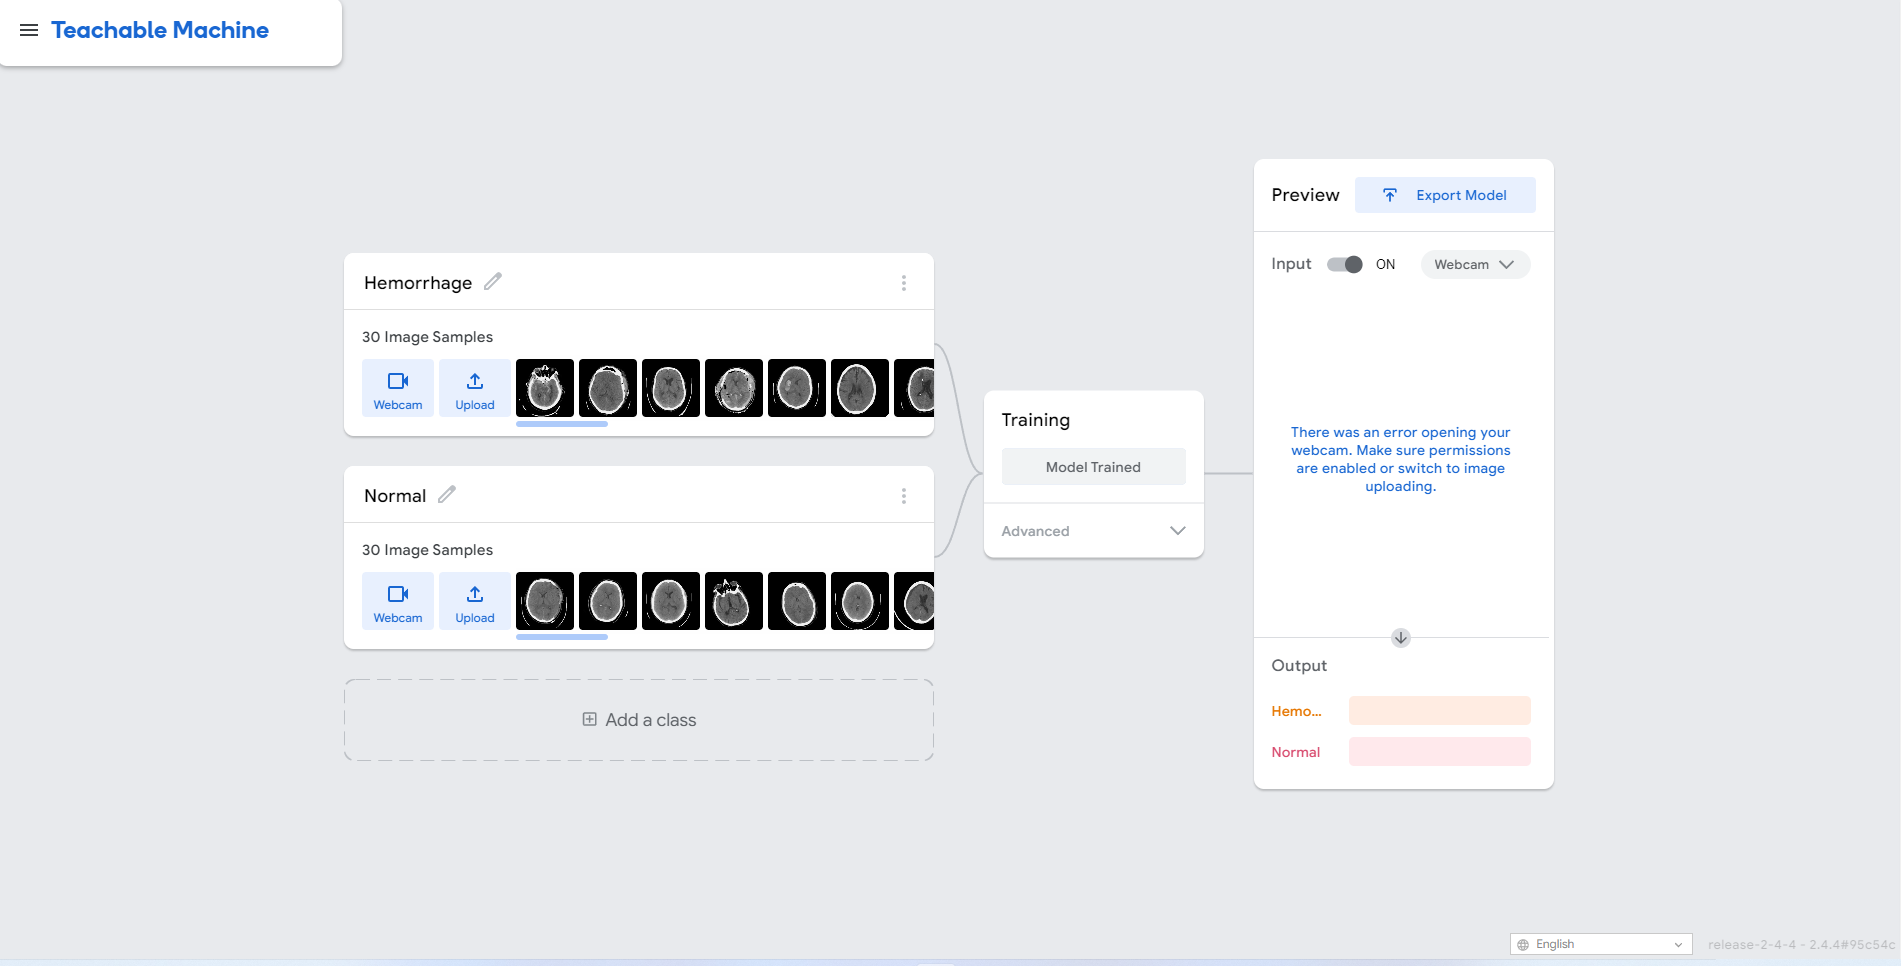 Teachable Machine
Hemorrhage
30 Image Samples
Webcam
Upload
Normal
30 Image Samples
Webcam
Upload
Add a class
Training
Model Trained
Advanced
Preview
Export Model
Input
ON
Webcam
There was an error opening your
webcam. Make sure permissions
are enabled or switch to image
uploading.
Output
Hemo...
Normal
English
release-2-4-4 - 2.4.4#95c54c